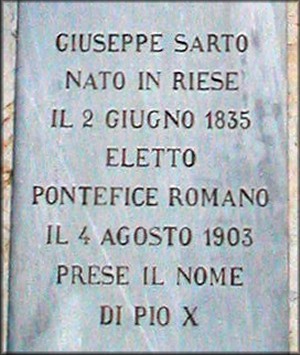 GIUSEPPE SARTO
NATO IN RIESE
IL 2 GIUGNO 1835
ELETTO
PONTEFICE ROMANO
IL 4 AGOSTO 1903
PRESE IL NOME
DI PIO X